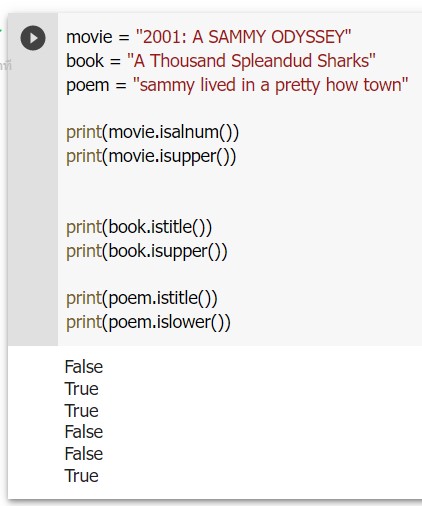 movie = "2001: A SAMMY ODYSSEY"
book = "A Thousand Spleandud Sharks"
poem = "sammy lived in a pretty how town"
print(movie.isalnum())
print(movie.isupper())
print(book.istitle())
print(book.isupper())
print(poem.istitle())
print(poem.islower())
False
True
True
False
False
True